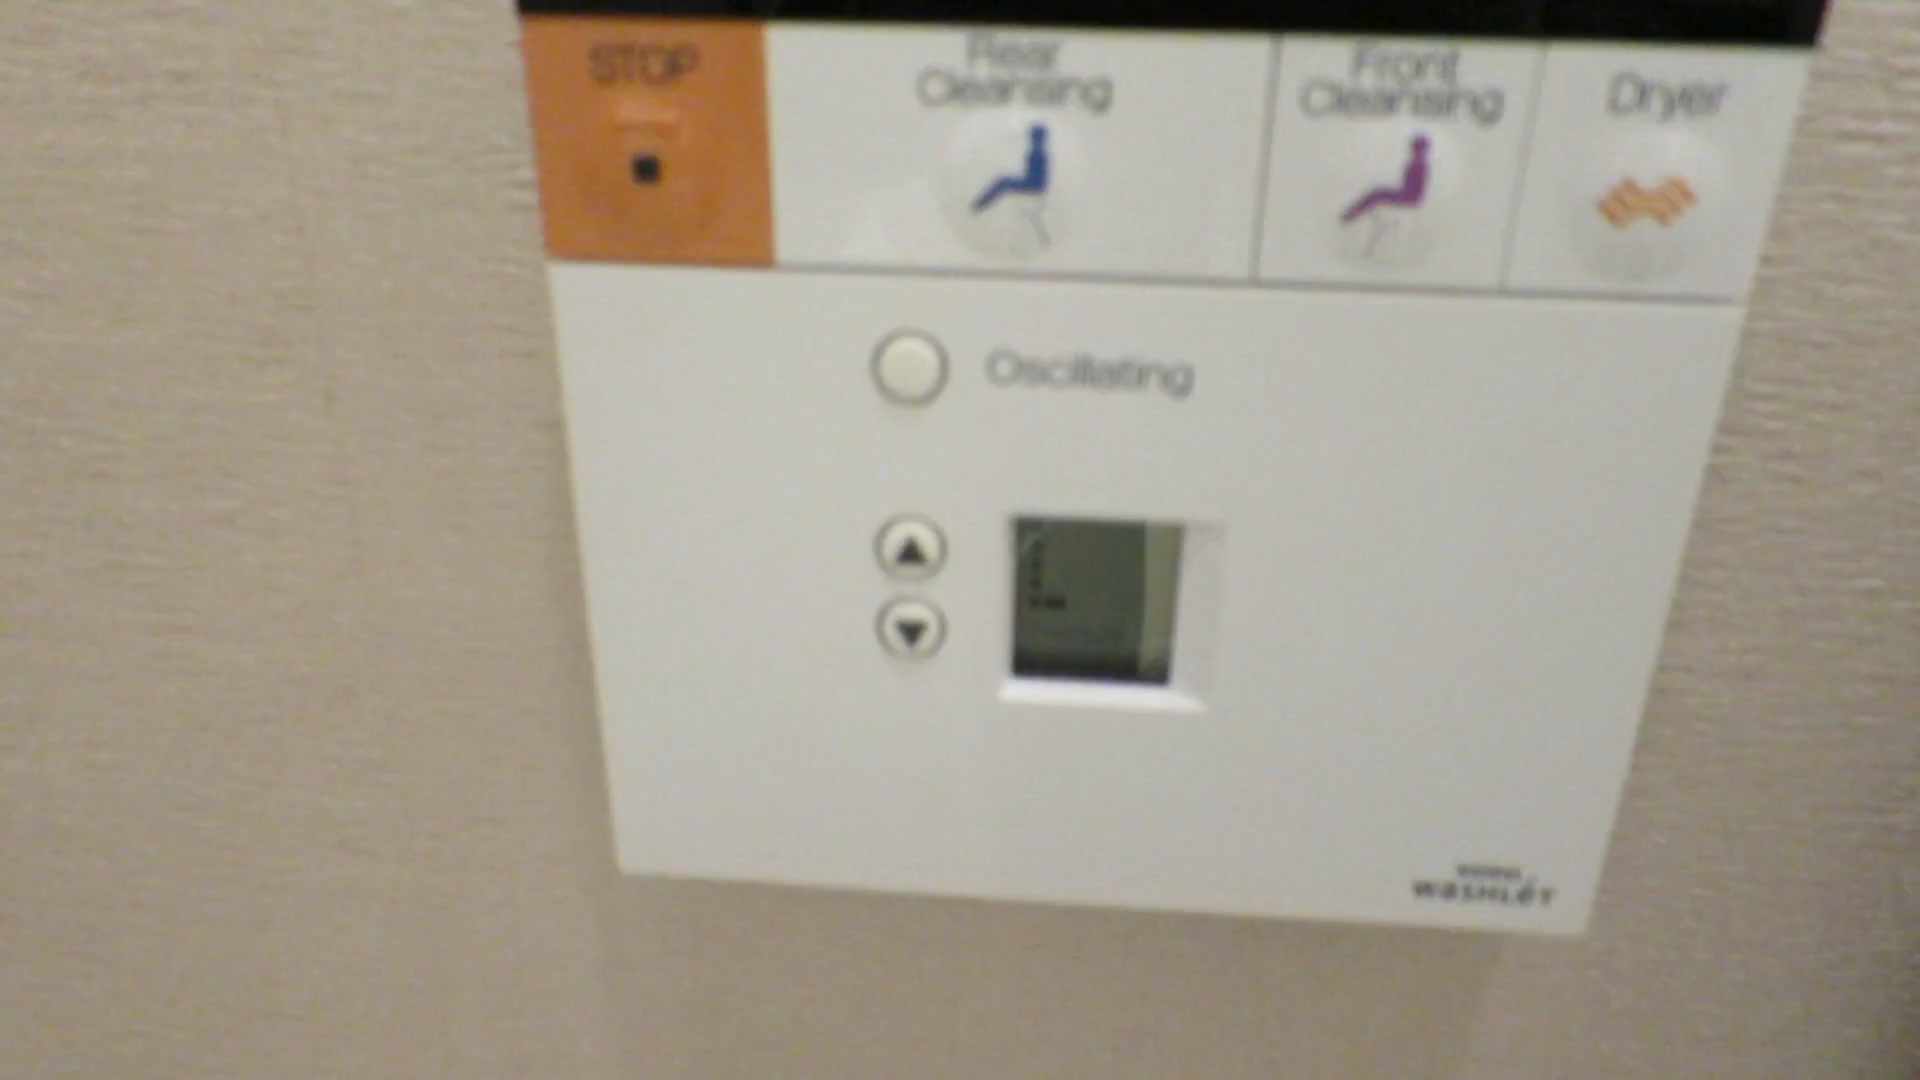 STOP
Rear
Cleansing
Front
Cleansing
Dryer
Oscillating
WASHLET